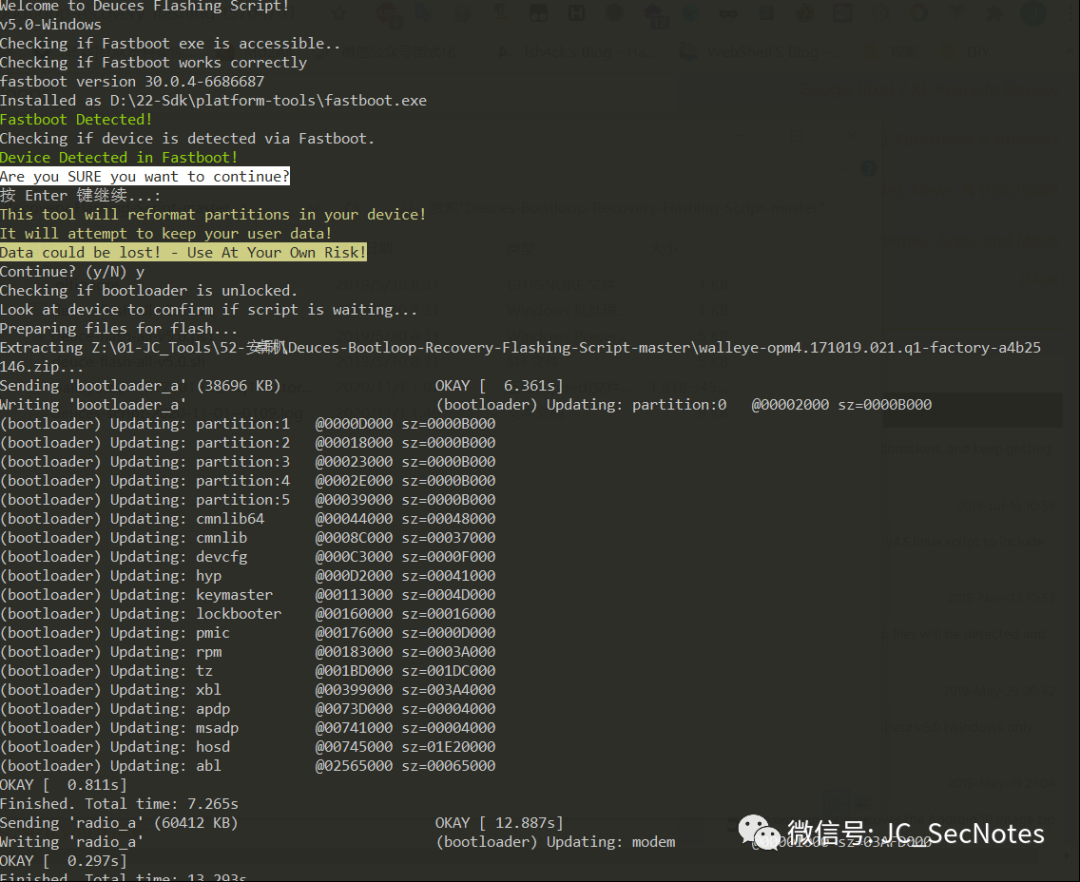 Welcome to Deuces Flashing Script!
v5.0-Windows
Checking if Fastboot exe is accessible..
Checking if Fastboot works correctly
fastboot version 30.0.4-6686687
Installed as D:\22-Sdk\platform-tools\fastboot.exe
Fastboot Detected!
Checking if device is detected via Fastboot.
Device Detected in Fastboot!
Are you SURE you want to continue?
按 Enter 键继续...:
This tool will reformat partitions in your device!
It will attempt to keep your user data!
Data could be lost! - Use At Your Own Risk!
Continue? (y/N) y
Checking if bootloader is unlocked.
Look at device to confirm if script is waiting...
Preparing files for flash...
Extracting Z:\01-JC_Tools\52-安卓刷机\Deuces-Bootloop-Recovery-Flashing-Script-master\walleye-opm4.171019.021.q1-factory-a4b25
146.zip...
Sending 'bootloader_a' (38696 KB) OKAY [  6.361s]
Writing 'bootloader_a' (bootloader) Updating: partition:0 @00002000 sz=0000B000
(bootloader) Updating: partition:1 @0000D000 sz=0000B000
(bootloader) Updating: partition:2 @00018000 sz=0000B000
(bootloader) Updating: partition:3 @00023000 sz=0000B000
(bootloader) Updating: partition:4 @0002E000 sz=0000B000
(bootloader) Updating: partition:5 @00039000 sz=0000B000
(bootloader) Updating: cmnlib64 @00044000 sz=00048000
(bootloader) Updating: cmnlib @0008C000 sz=00037000
(bootloader) Updating: devcfg @000C3000 sz=0000F000
(bootloader) Updating: hyp @000D2000 sz=00041000
(bootloader) Updating: keymaster @00113000 sz=0004D000
(bootloader) Updating: lockbooter @00160000 sz=00016000
(bootloader) Updating: pmic @00176000 sz=0000D000
(bootloader) Updating: rpm @00183000 sz=0003A000
(bootloader) Updating: tz @001BD000 sz=001DC000
(bootloader) Updating: xbl @00399000 sz=003A4000
(bootloader) Updating: apdp @0073D000 sz=00004000
(bootloader) Updating: msadp @00741000 sz=00004000
(bootloader) Updating: hosd @00745000 sz=01E20000
(bootloader) Updating: abl @02565000 sz=00065000
OKAY [  0.811s]
Finished. Total time: 7.265s
Sending 'radio_a' (60412 KB) OKAY [ 12.887s]
Writing 'radio_a' (bootloader) Updating: modem
微信号: JC_SecNotes
OKAY [  0.297s]
Finished. Total time: 13.293s